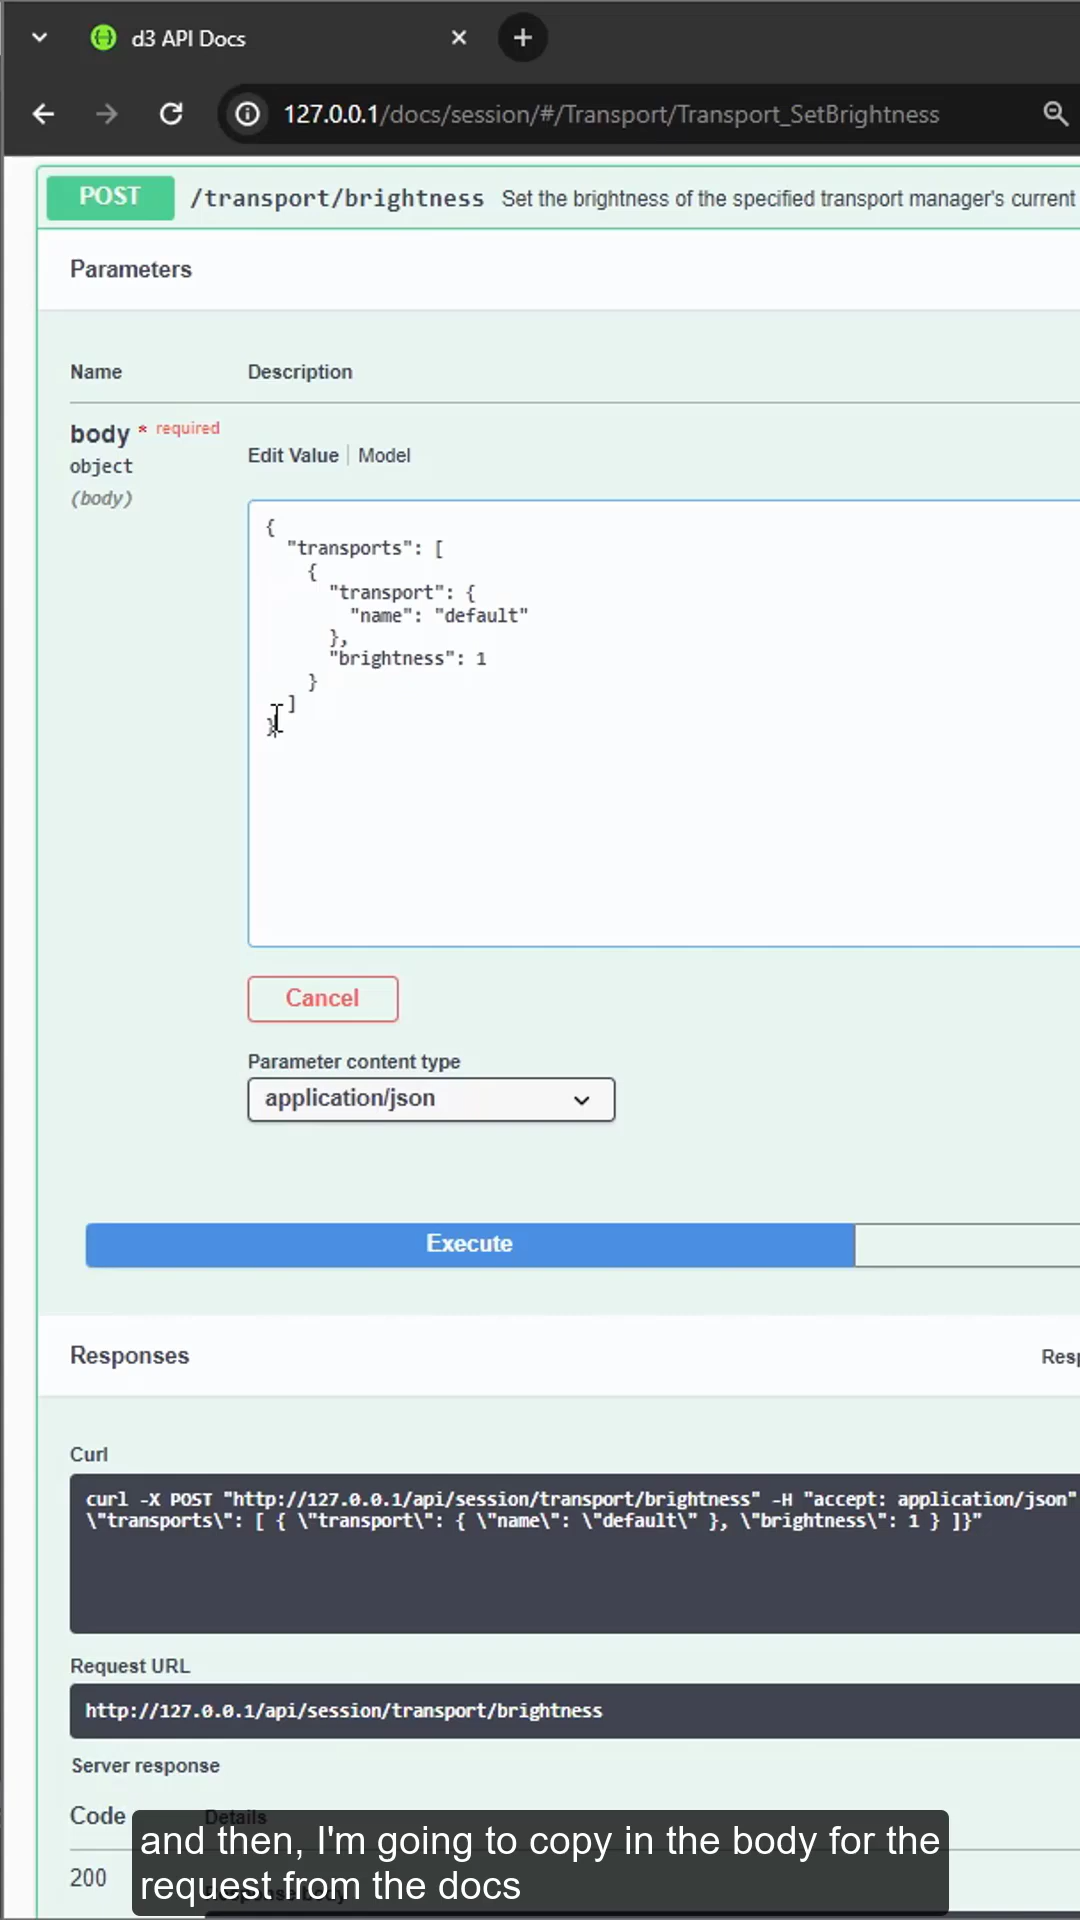 d3 API Docs
127.0.0.1/docs/session/#/Transport/Transport_SetBrightness
POST /transport/brightness Set the brightness of the specified transport manager's current
Parameters
Name Description
body * required
object
(body)
Edit Value Model
{
"transports": [
{
"transport": {
"name": "default"
},
"brightness": 1
}
]
}
Cancel
Parameter content type
application/json
Execute
Responses Resp
Curl
curl -X POST "http://127.0.0.1/api/session/transport/brightness" -H "accept: application/json"
\"transports\": [ { \"transport\": { \"name\": \"default\" }, \"brightness\": 1 } ]}"
Request URL
http://127.0.0.1/api/session/transport/brightness
Server response
Code Details
and then, I'm going to copy in the body for the
200
request from the docs